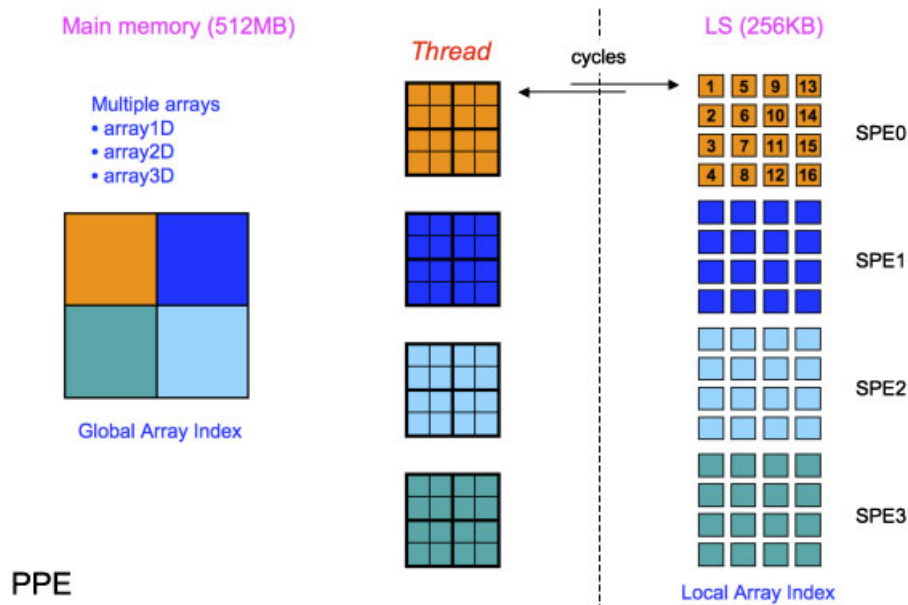 Main memory (512MB)
Multiple arrays
• array1D
• array2D
• array3D
Global Array Index
PPE
Thread
cycles
LS (256KB)
1 5 9 13
2 6 10 14
3 7 11 15
4 8 12 16
SPE0
SPE1
SPE2
SPE3
Local Array Index